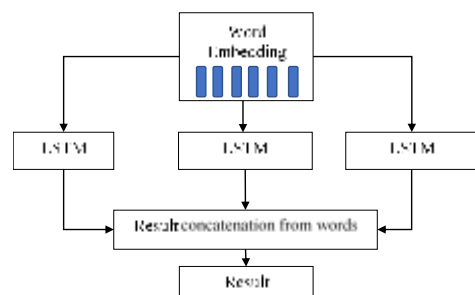 Word
Embedding
LSTM
LSTM
LSTM
Result concatenation from words
Result